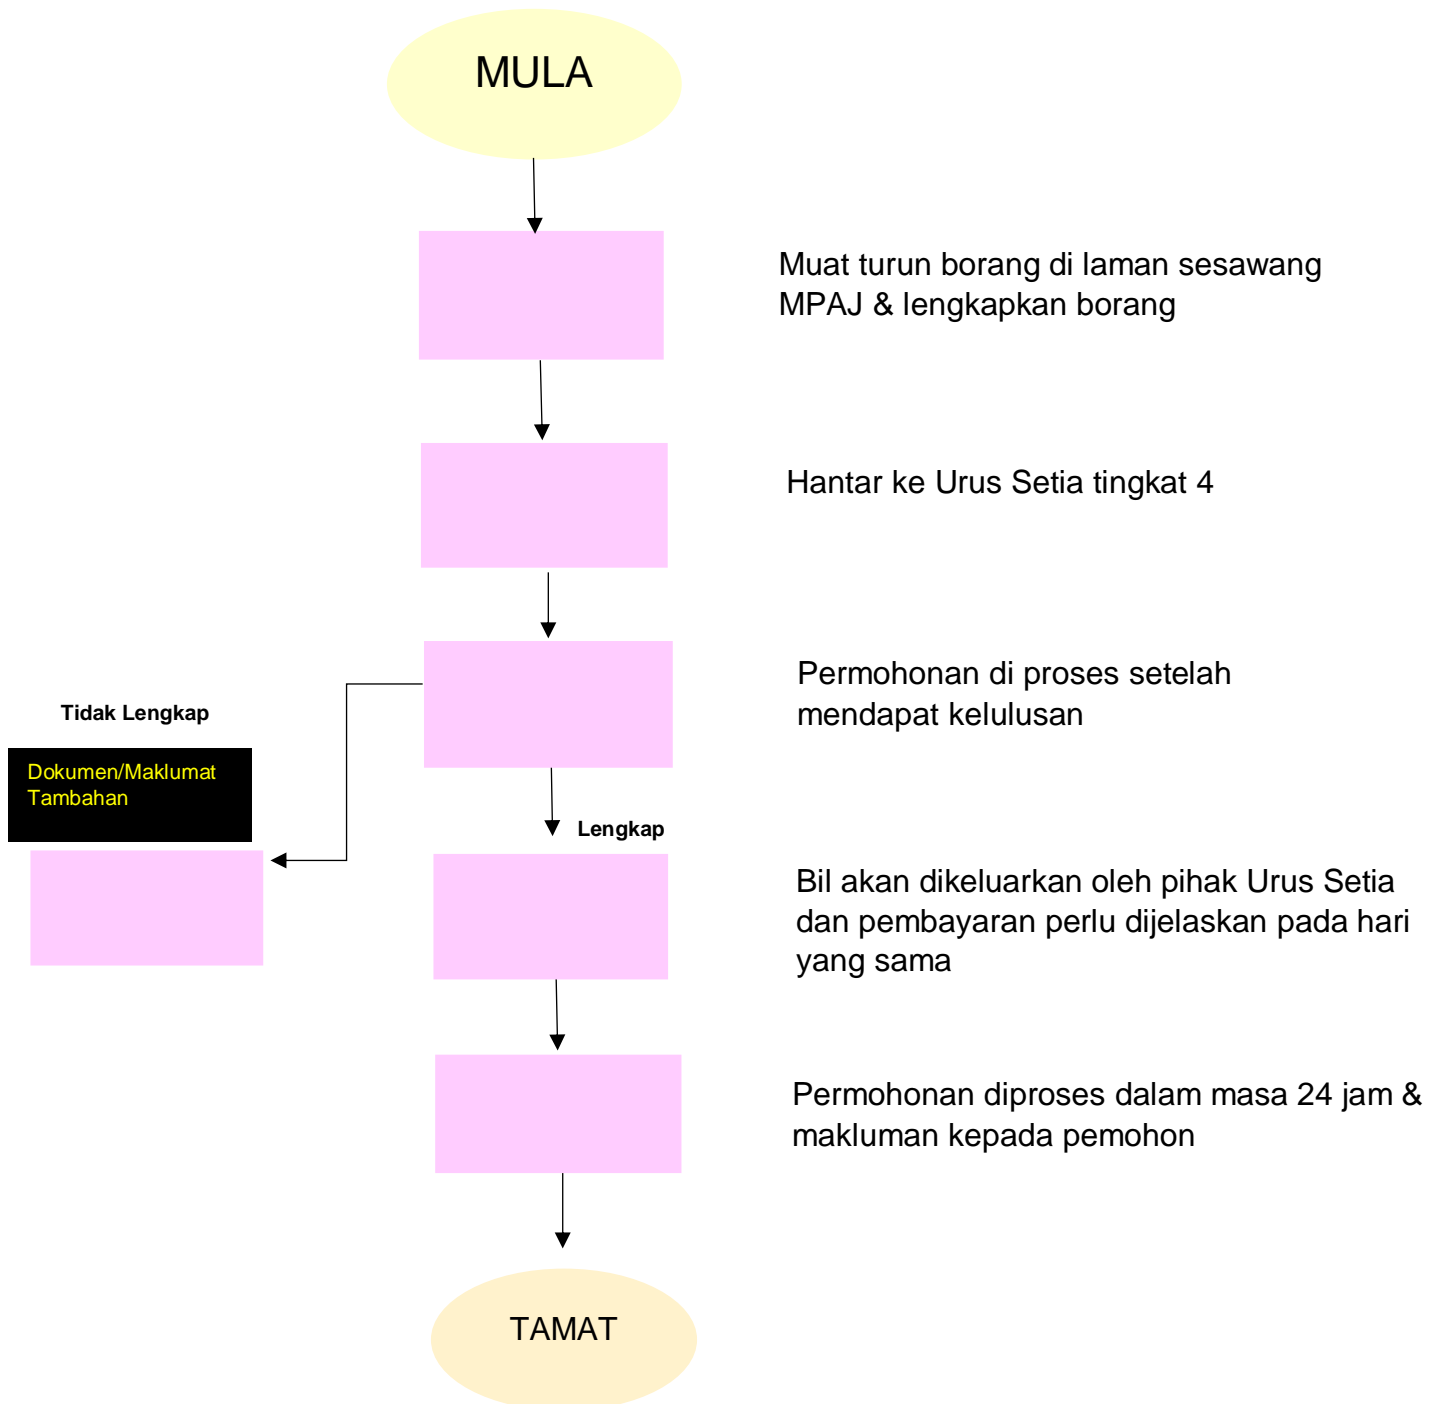 MULA
Muat turun borang di laman sesawang
MPAJ & lengkapkan borang
Hantar ke Urus Setia tingkat 4
Permohonan di proses setelah
mendapat kelulusan
Tidak Lengkap
Dokumen/Maklumat
Tambahan
Lengkap
Bil akan dikeluarkan oleh pihak Urus Setia
dan pembayaran perlu dijelaskan pada hari
yang sama
Permohonan diproses dalam masa 24 jam &
makluman kepada pemohon
TAMAT